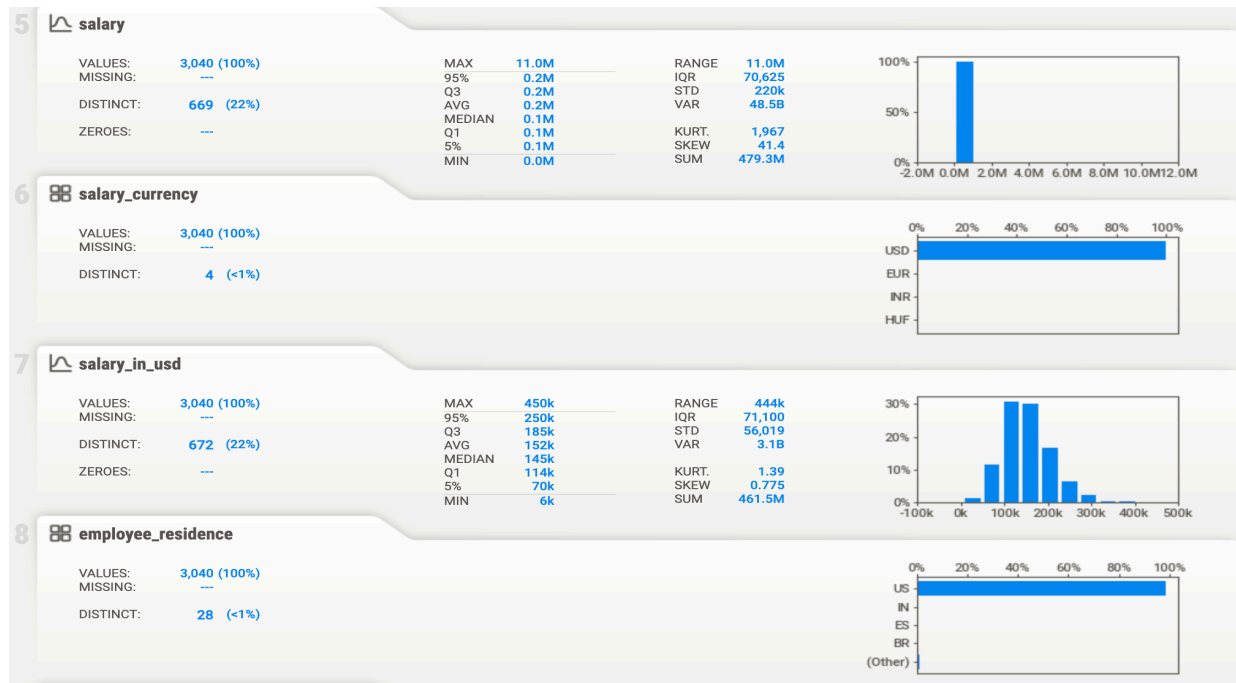 5 salary
VALUES: 3,040 (100%)
MISSING: ---
DISTINCT: 669 (22%)
ZEROES: ---
MAX 11.0M
95% 0.2M
Q3 0.2M
AVG 0.2M
MEDIAN 0.1M
Q1 0.1M
5% 0.1M
MIN 0.0M
RANGE 11.0M
IQR 70,625
STD 220k
VAR 48.5B
KURT. 1,967
SKEW 41.4
SUM 479.3M
100%
50%
0%
-2.0M 0.0M 2.0M 4.0M 6.0M 8.0M 10.0M 12.0M
6 salary_currency
VALUES: 3,040 (100%)
MISSING: ---
DISTINCT: 4 (<1%)
0% 20% 40% 60% 80% 100%
USD
EUR
INR
HUF
7 salary_in_usd
VALUES: 3,040 (100%)
MISSING: ---
DISTINCT: 672 (22%)
ZEROES: ---
MAX 450k
95% 250k
Q3 185k
AVG 152k
MEDIAN 145k
Q1 114k
5% 70k
MIN 6k
RANGE 444k
IQR 71,100
STD 56,019
VAR 3.1B
KURT. 1.39
SKEW 0.775
SUM 461.5M
30%
20%
10%
0%
-100k 0k 100k 200k 300k 400k 500k
8 employee_residence
VALUES: 3,040 (100%)
MISSING: ---
DISTINCT: 28 (<1%)
0% 20% 40% 60% 80% 100%
US
IN
ES
BR
(Other)